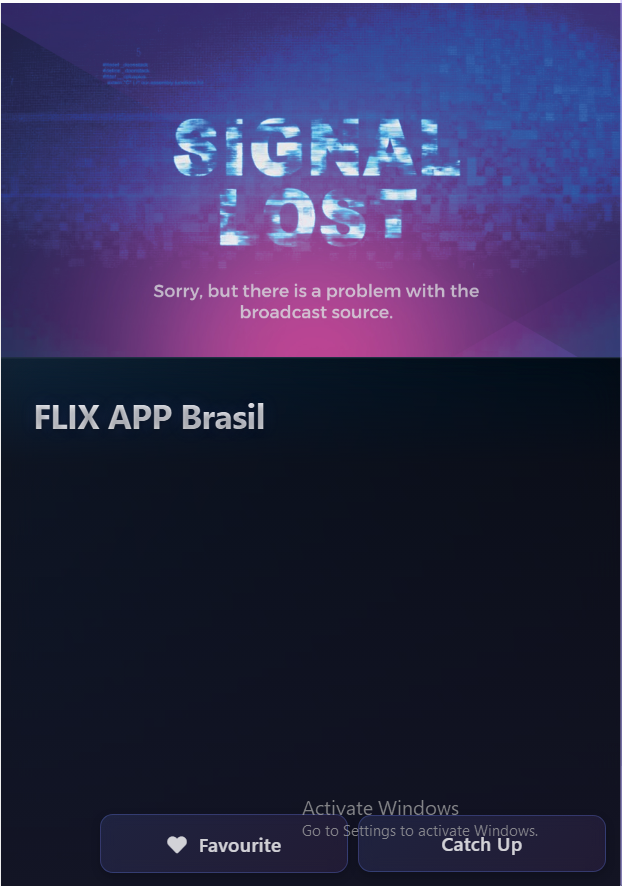 SIGNAL
LOST
Sorry, but there is a problem with the
broadcast source.
FLIX APP Brasil
Activate Windows
Go to Settings to activate Windows.
Favourite
Catch Up